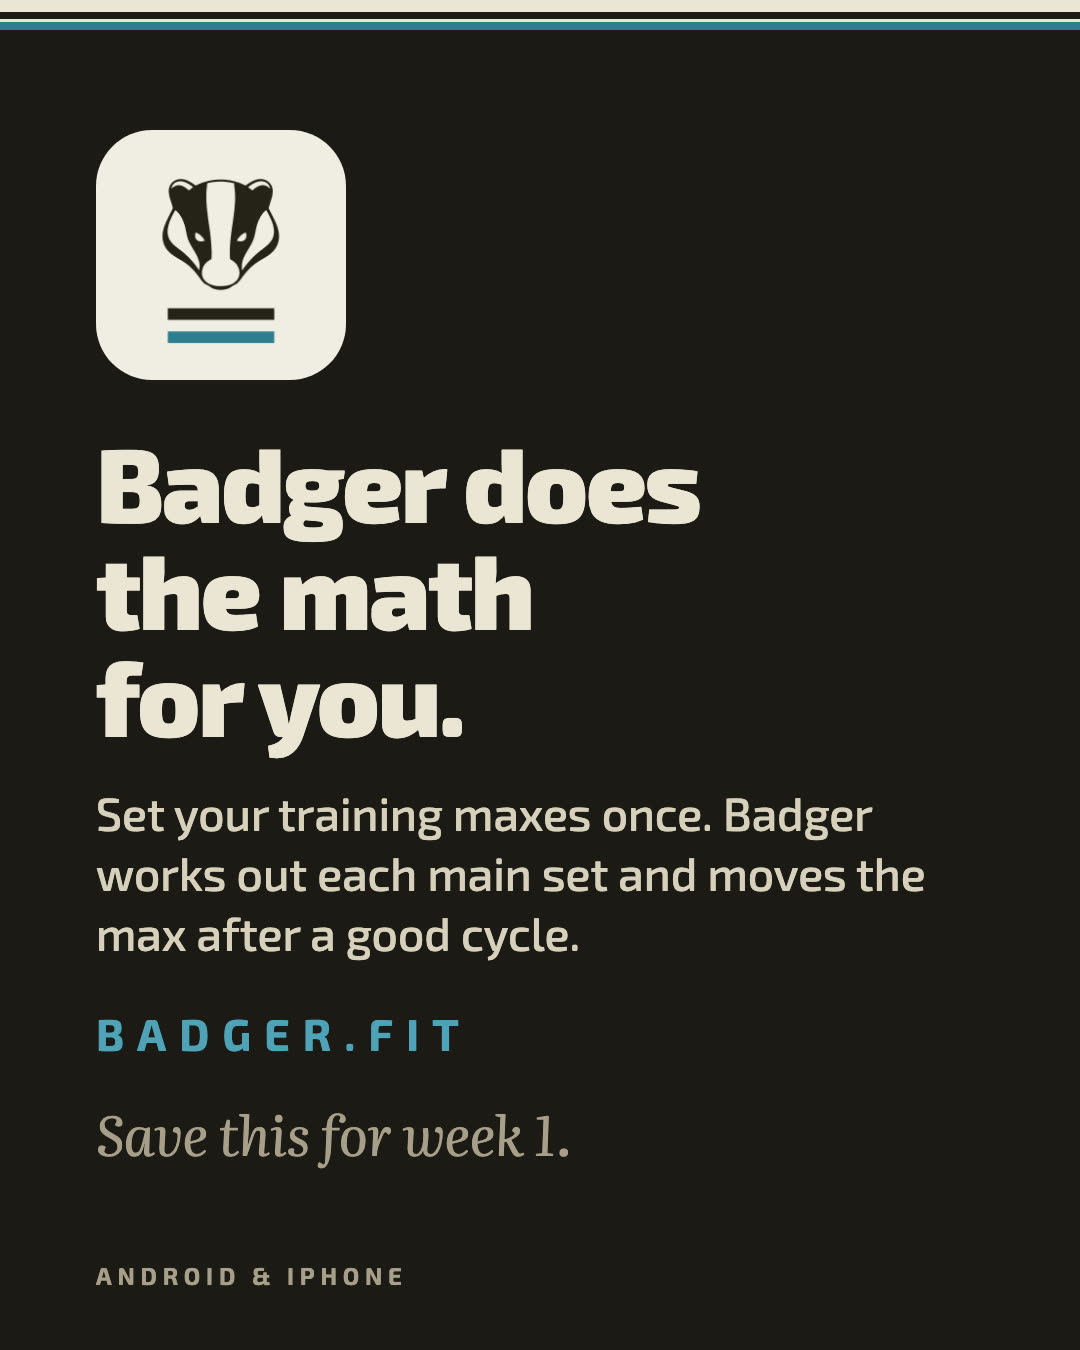 Badger does
the math
for you.
Set your training maxes once. Badger
works out each main set and moves the
max after a good cycle.
BADGER.FIT
Save this for week 1.
ANDROID & IPHONE